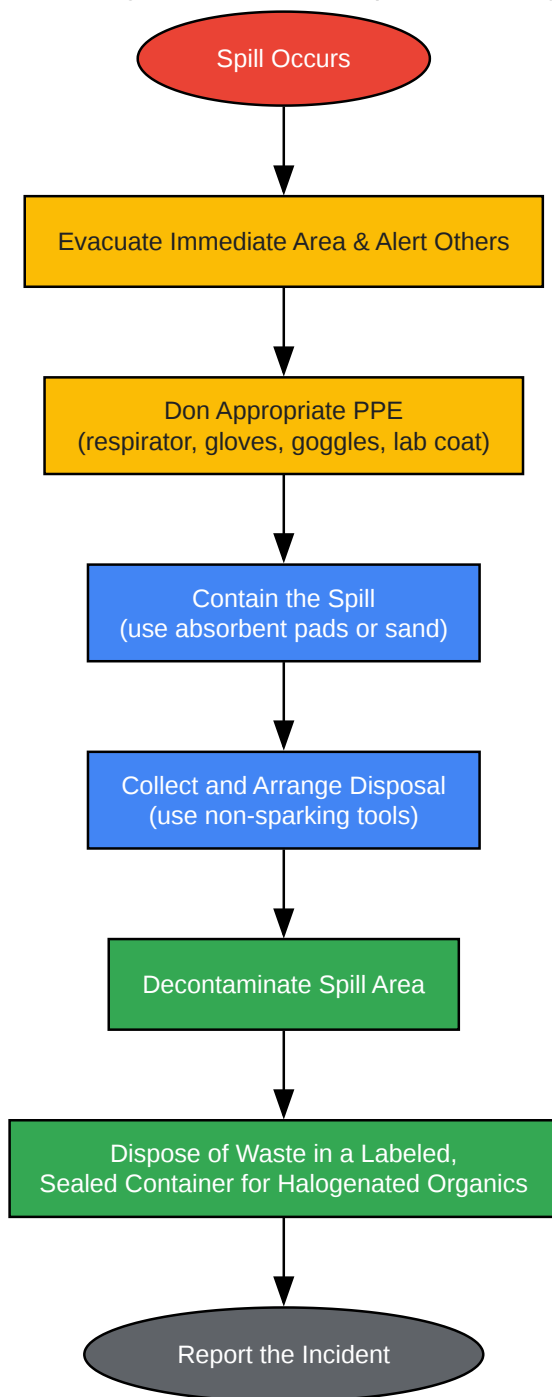 Spill Occurs
Evacuate Immediate Area & Alert Others
Don Appropriate PPE
(respirator, gloves, goggles, lab coat)
Contain the Spill
(use absorbent pads or sand)
Collect and Arrange Disposal
(use non-sparking tools)
Decontaminate Spill Area
Dispose of Waste in a Labeled,
Sealed Container for Halogenated Organics
Report the Incident